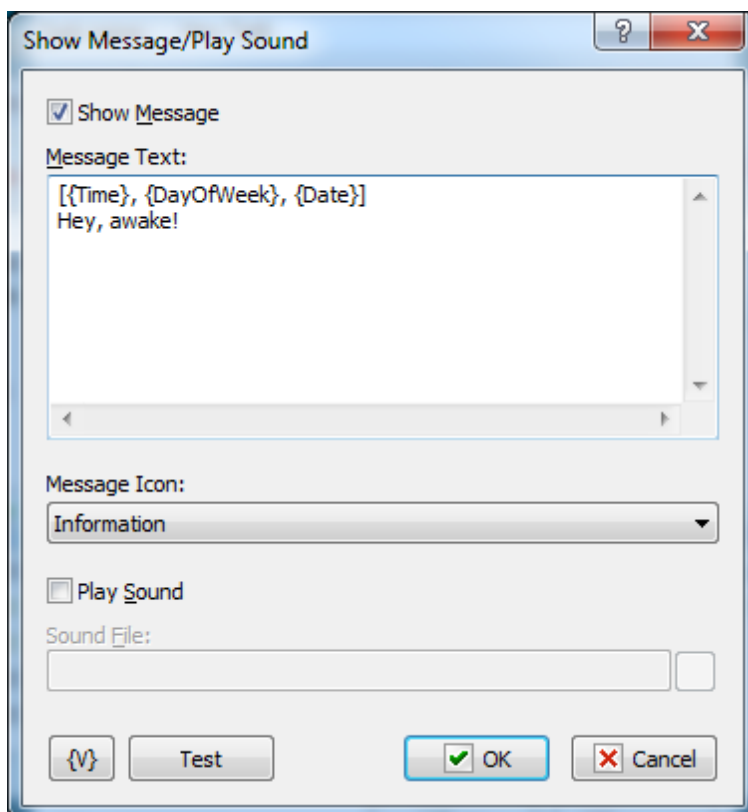 Show Message/Play Sound
?
Show Message
Message Text:
[{Time}, {DayOfWeek}, {Date}]
Hey, awake!
Message Icon:
Information
Play Sound
Sound File:
{V} Test OK Cancel